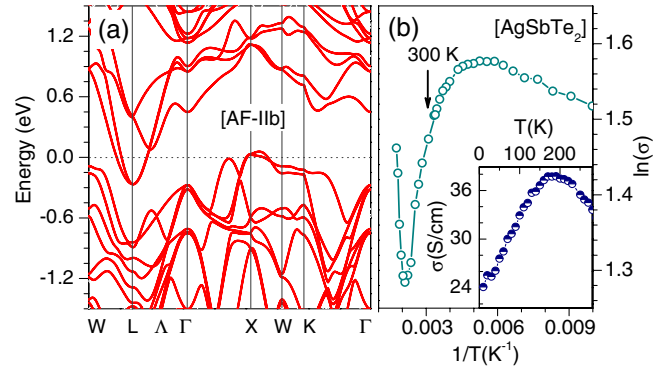 (a)
[AF-IIb]
Energy (eV)
1.2
0.6
0.0
-0.6
-1.2
W L Λ Γ X W K Γ
(b)
[AgSbTe2]
300 K
ln(σ)
1.6
1.5
1.4
1.3
0.003 0.006 0.009
1/T(K-1)
T(K)
0 100 200
σ(S/cm)
36
30
24